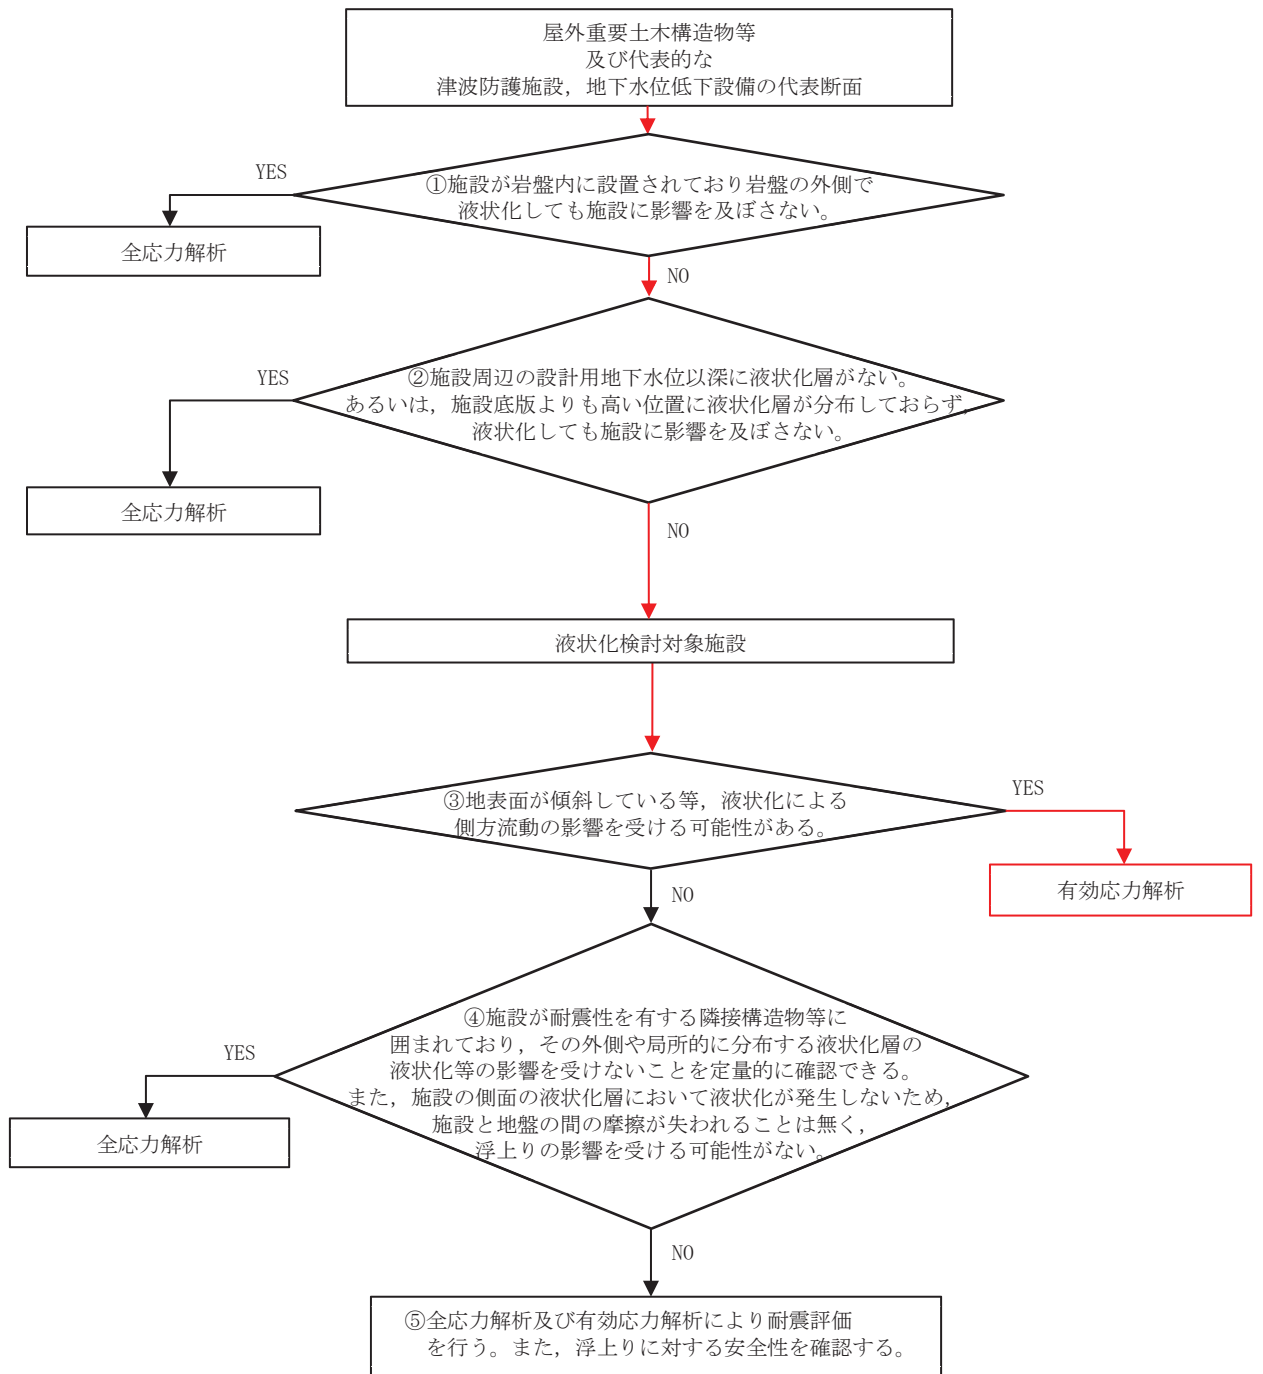 屋外重要土木構造物等
及び代表的な
津波防護施設，地下水位低下設備の代表断面
YES
①施設が岩盤内に設置されており岩盤の外側で
液状化しても施設に影響を及ぼさない。
全応力解析
NO
YES
②施設周辺の設計用地下水位以深に液状化層がない。
あるいは，施設底版よりも高い位置に液状化層が分布しておらず，
液状化しても施設に影響を及ぼさない。
全応力解析
NO
液状化検討対象施設
③地表面が傾斜している等，液状化による
側方流動の影響を受ける可能性がある。
YES
有効応力解析
NO
④施設が耐震性を有する隣接構造物等に
囲まれており，その外側や局所的に分布する液状化層の
液状化等の影響を受けないことを定量的に確認できる。
また，施設の側面の液状化層において液状化が発生しないため，
施設と地盤の間の摩擦が失われることは無く，
浮上りの影響を受ける可能性がない。
YES
全応力解析
NO
⑤全応力解析及び有効応力解析により耐震評価
を行う。また，浮上りに対する安全性を確認する。